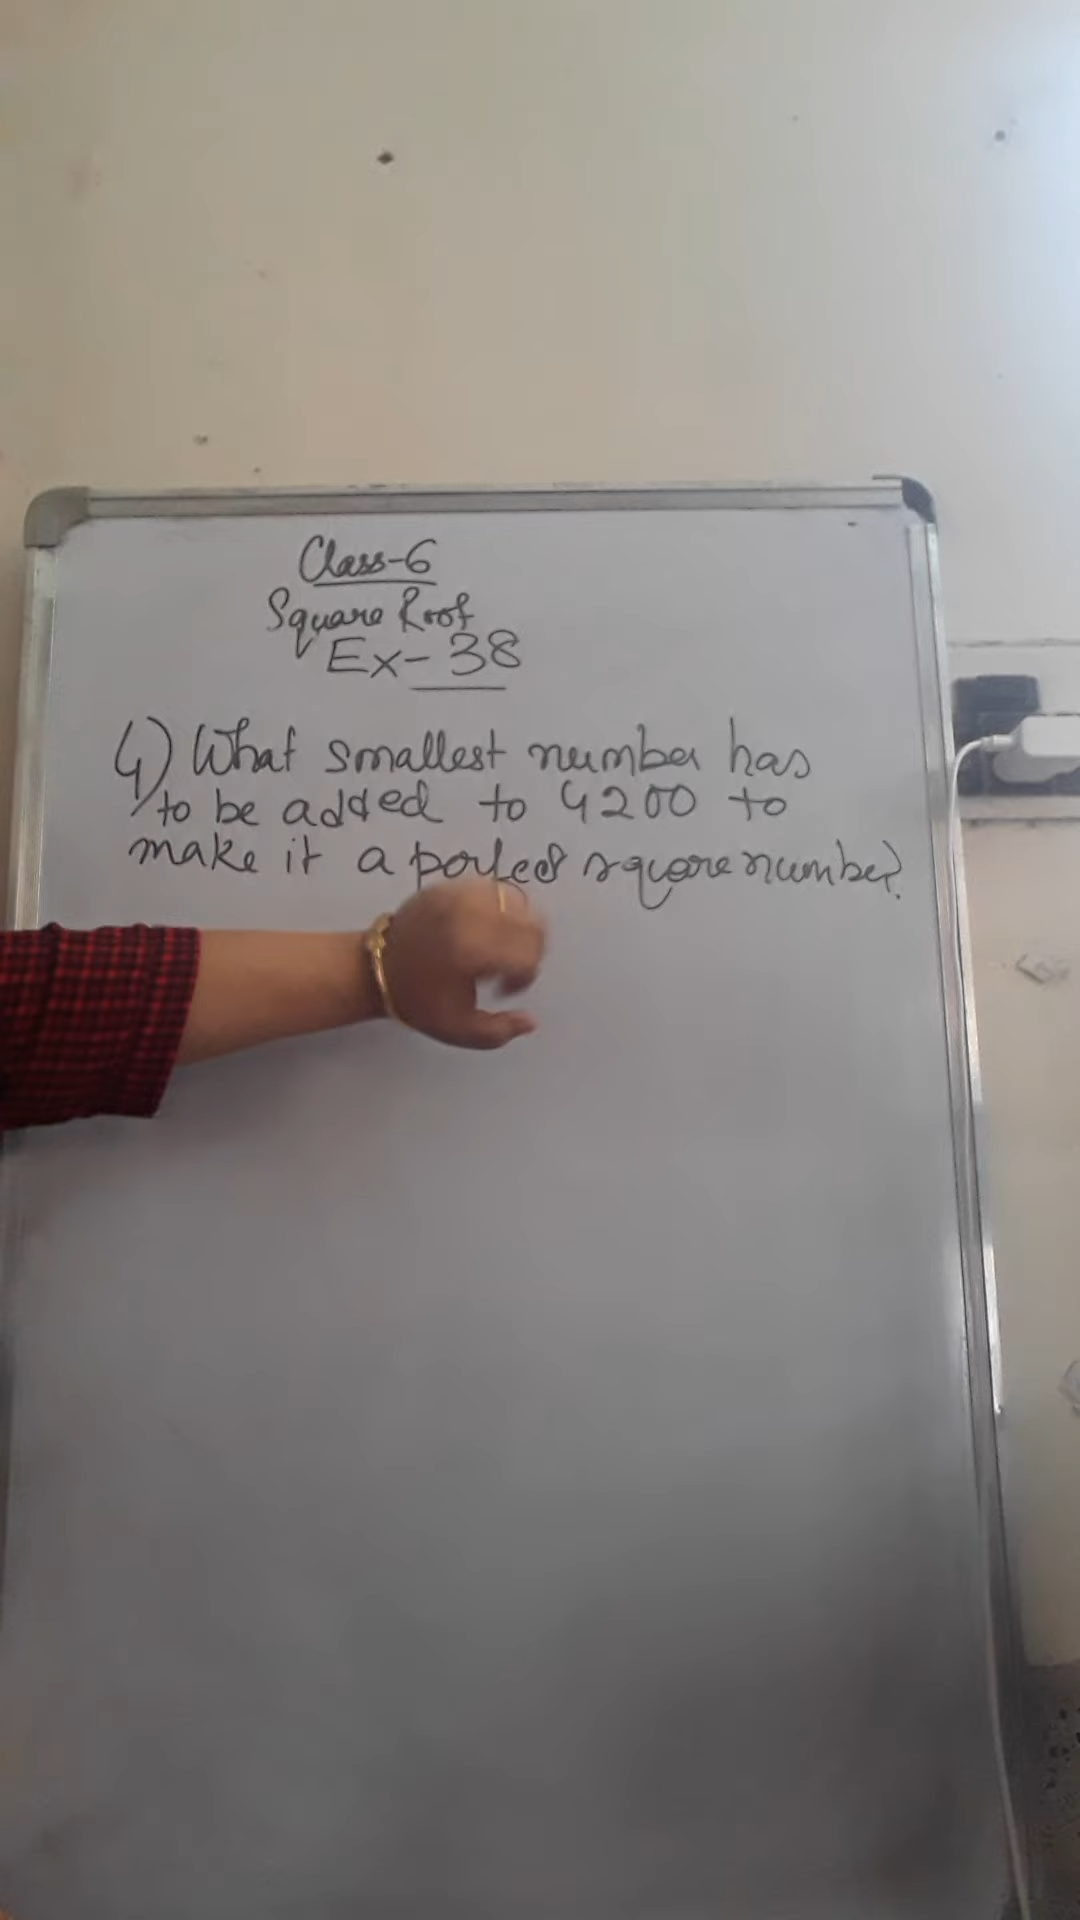 Class-6
Square Root
Ex-38
4) What smallest number has
to be added to 4200 to
make it a perfect square number?